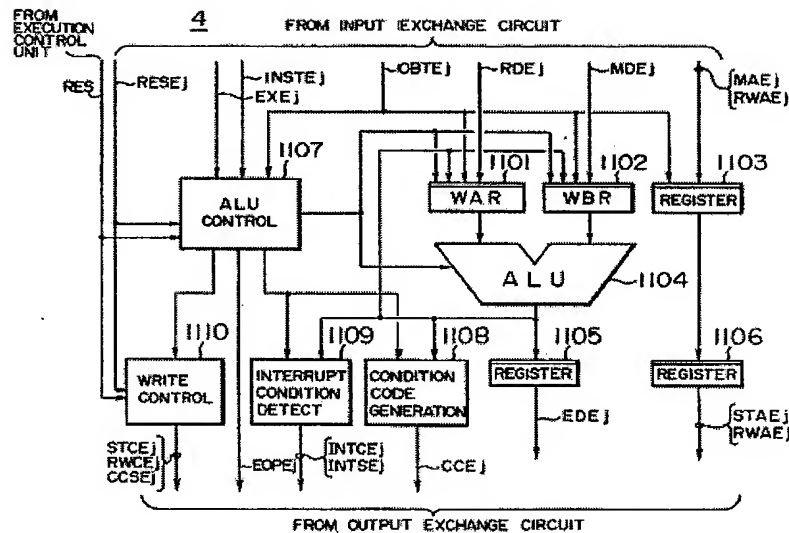 FROM
EXECUTION
CONTROL
UNIT
4
FROM INPUT EXCHANGE CIRCUIT
RES
RESEj
INSTEj
EXEj
OBTEj
RDEj
MDEj
MAEj
RWAEj
1107
1101
1102
1103
ALU
CONTROL
WAR
WBR
REGISTER
ALU
1104
1110
1109
1108
1105
1106
WRITE
CONTROL
INTERRUPT
CONDITION
DETECT
CONDITION
CODE
GENERATION
REGISTER
REGISTER
STCEj
RWCEj
CCSEj
EOPEj
INTCEj
INTSEj
CCEj
EDEj
STAEj
RWAEj
FROM OUTPUT EXCHANGE CIRCUIT